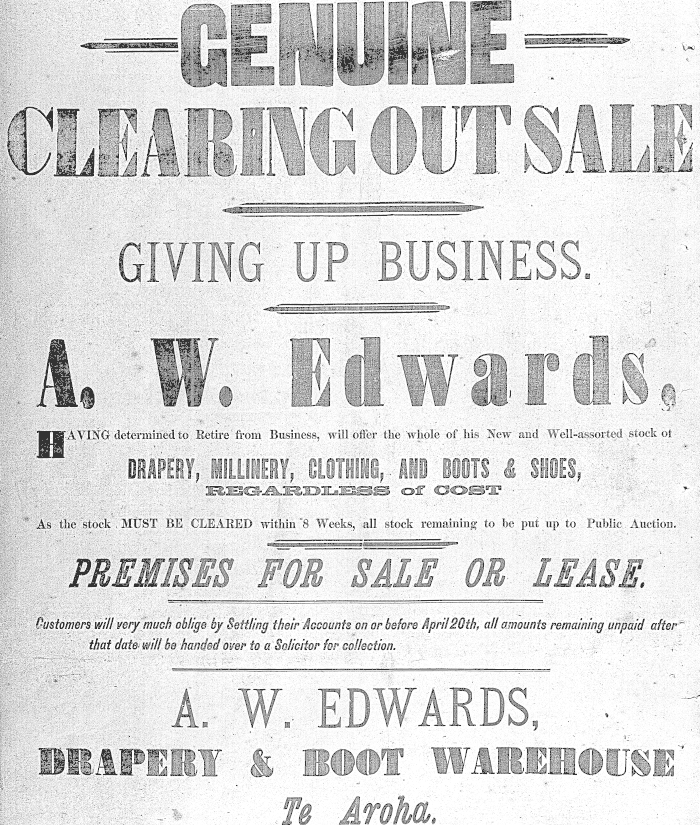 GENUINE
CLEARING OUT SALE
GIVING UP BUSINESS.
A. W. Edwards,
HAVING determined to Retire from Business, will offer the whole of his New and Well-assorted stock of
DRAPERY, MILLINERY, CLOTHING, AND BOOTS & SHOES,
REGARDLESS of COST
As the stock MUST BE CLEARED within 8 Weeks, all stock remaining to be put up to Public Auction.
PREMISES FOR SALE OR LEASE.
Customers will very much oblige by Settling their Accounts on or before April 20th, all amounts remaining unpaid after
that date will be handed over to a Solicitor for collection.
A. W. EDWARDS,
DRAPERY & BOOT WAREHOUSE
Te Aroha.